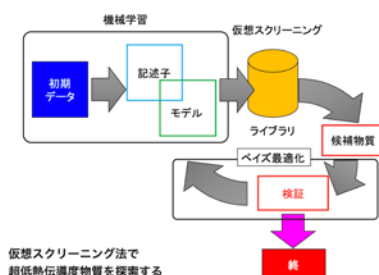 機械学習
仮想スクリーニング
初期
データ
記述子
モデル
ライブラリ
候補物質
ベイズ最適化
検証
終
仮想スクリーニング法で
超低熱伝導度物質を探索する